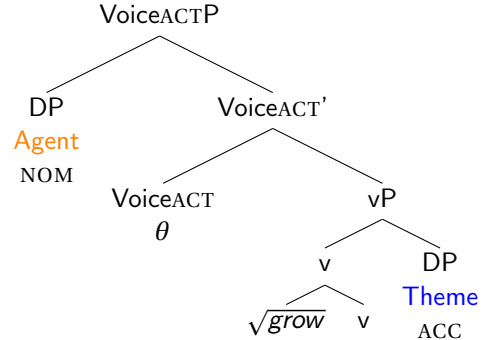 VoiceACTP
DP VoiceACT'
Agent
NOM
VoiceACT vP
θ
v DP
Theme
√grow v ACC